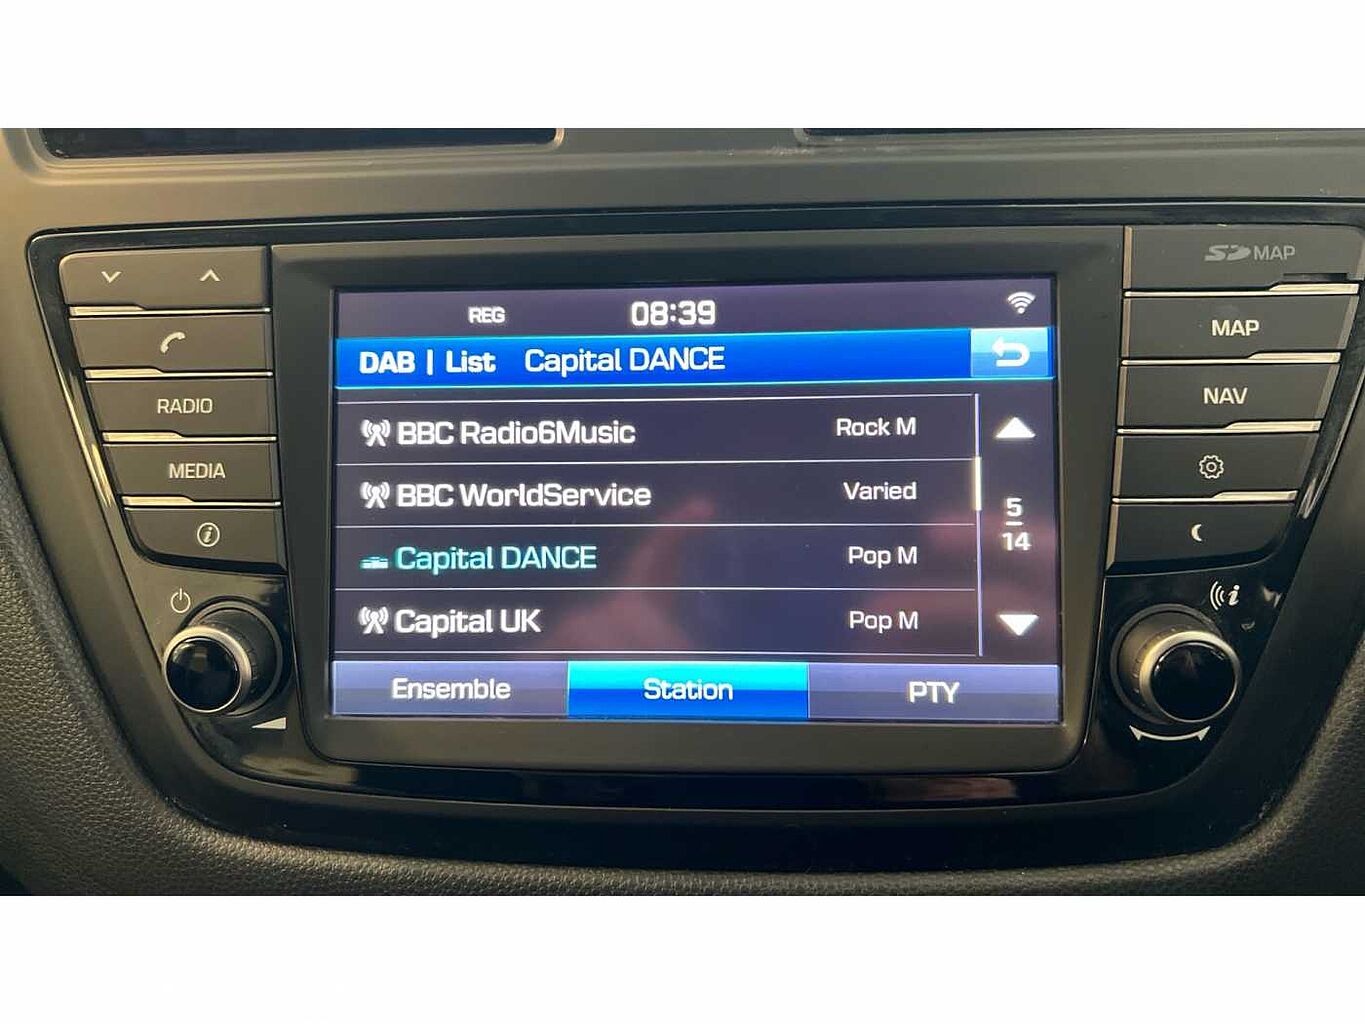 SD MAP
REG 08:39
MAP
DAB | List Capital DANCE
NAV
RADIO
BBC Radio6Music Rock M
MEDIA
BBC WorldService Varied
5
14
Capital DANCE Pop M
Capital UK Pop M
Ensemble Station PTY